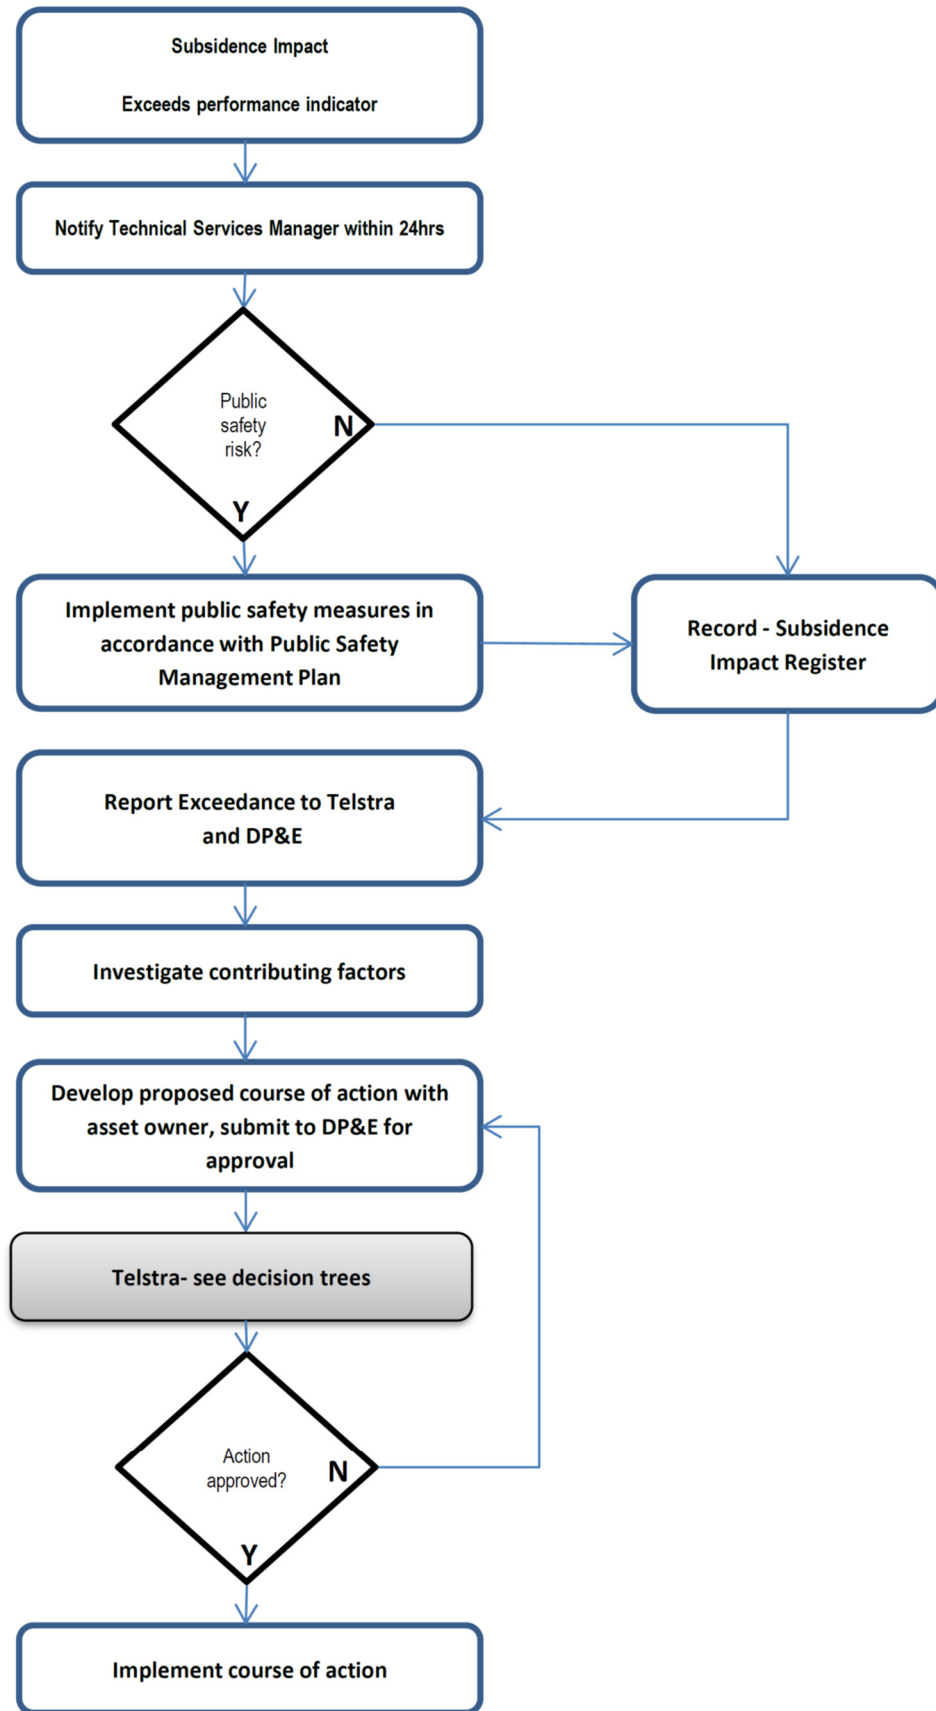 Subsidence Impact
Exceeds performance indicator
Notify Technical Services Manager within 24hrs
Public
safety
risk?
N
Y
Implement public safety measures in
accordance with Public Safety
Management Plan
Record - Subsidence
Impact Register
Report Exceedance to Telstra
and DP&E
Investigate contributing factors
Develop proposed course of action with
asset owner, submit to DP&E for
approval
Telstra- see decision trees
Action
approved?
N
Y
Implement course of action